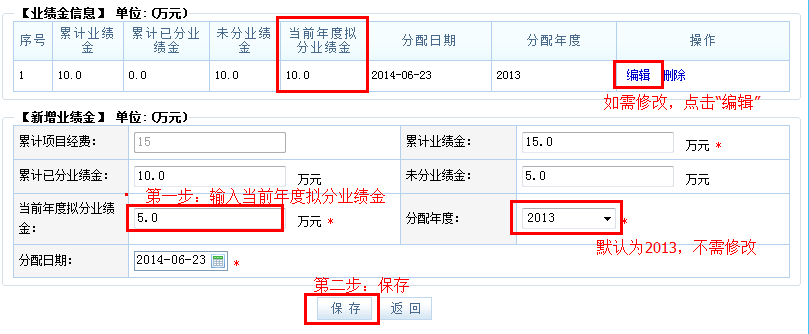 【业绩金信息】 单位:(万元)
序号 累计业绩金 累计已分业绩金 未分业绩金 当前年度拟分业绩金 分配日期 分配年度 操作
1 10.0 0.0 10.0 10.0 2014-06-23 2013 编辑 删除
如需修改，点击“编辑”
【新增业绩金】 单位:(万元)
累计项目经费: 15 累计业绩金: 15.0 万元 *
累计已分业绩金: 10.0 万元 未分业绩金: 5.0 万元
第一步：输入当前年度拟分业绩金
当前年度拟分业绩金: 5.0 万元 * 分配年度: 2013 *
默认为2013，不需修改
分配日期: 2014-06-23 *
第二步：保存
保存 返回